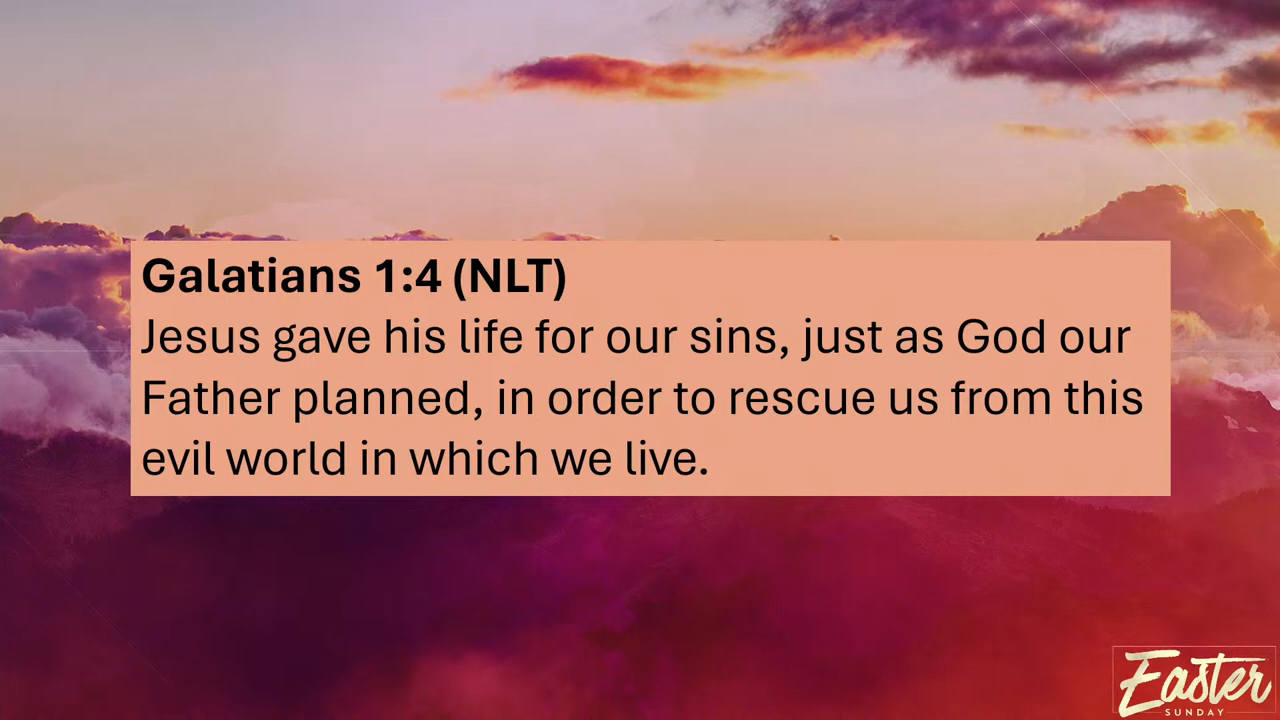 Galatians 1:4 (NLT)
Jesus gave his life for our sins, just as God our
Father planned, in order to rescue us from this
evil world in which we live.
Easter
SUNDAY